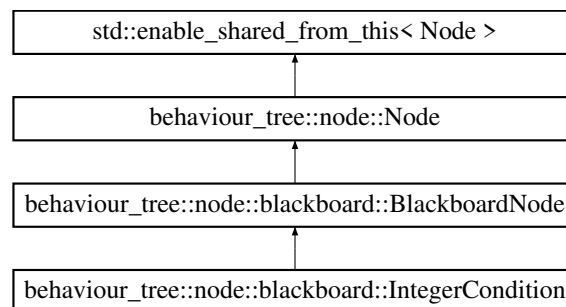 std::enable_shared_from_this< Node >
behaviour_tree::node::Node
behaviour_tree::node::blackboard::BlackboardNode
behaviour_tree::node::blackboard::IntegerCondition